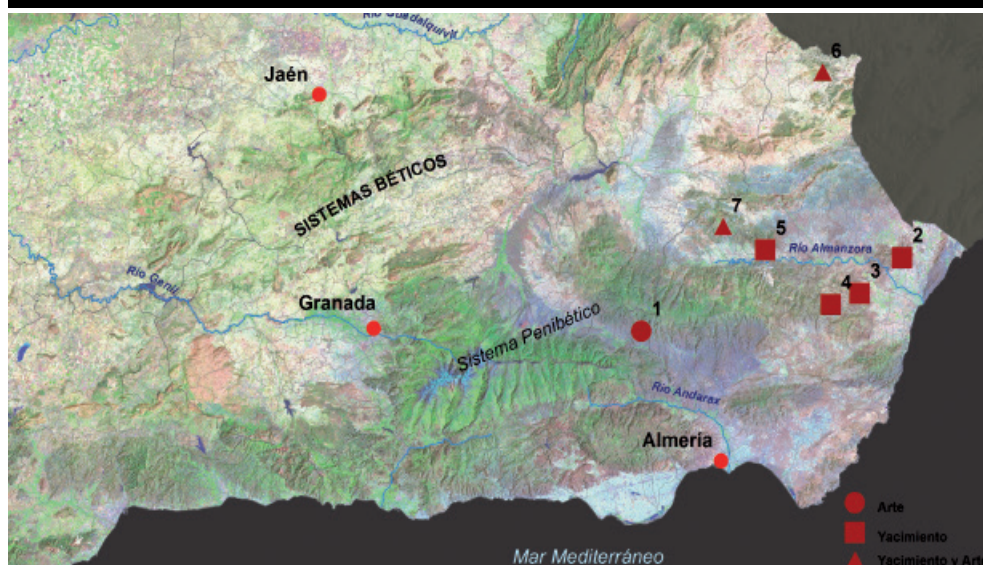 Río Guadalquivir
6
Jaén
SISTEMAS BÉTICOS
7
5
2
Río Almanzora
3
4
Río Genil
Granada
1
Sistema Penibético
Río Andarax
Almería
Arte
Yacimiento
Mar Mediterráneo
Yacimiento y Arte